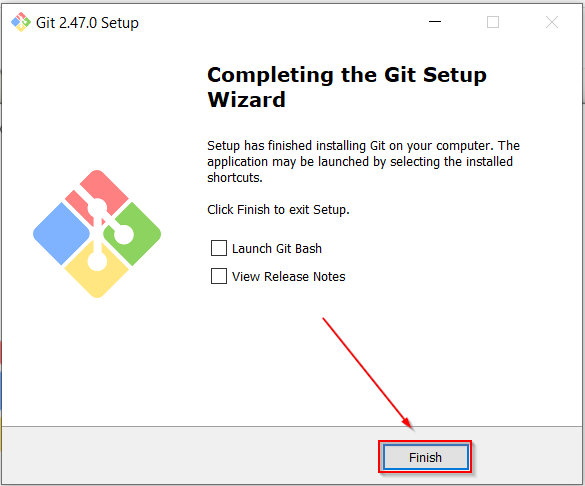 Git 2.47.0 Setup
Completing the Git Setup
Wizard
Setup has finished installing Git on your computer. The
application may be launched by selecting the installed
shortcuts.
Click Finish to exit Setup.
Launch Git Bash
View Release Notes
Finish